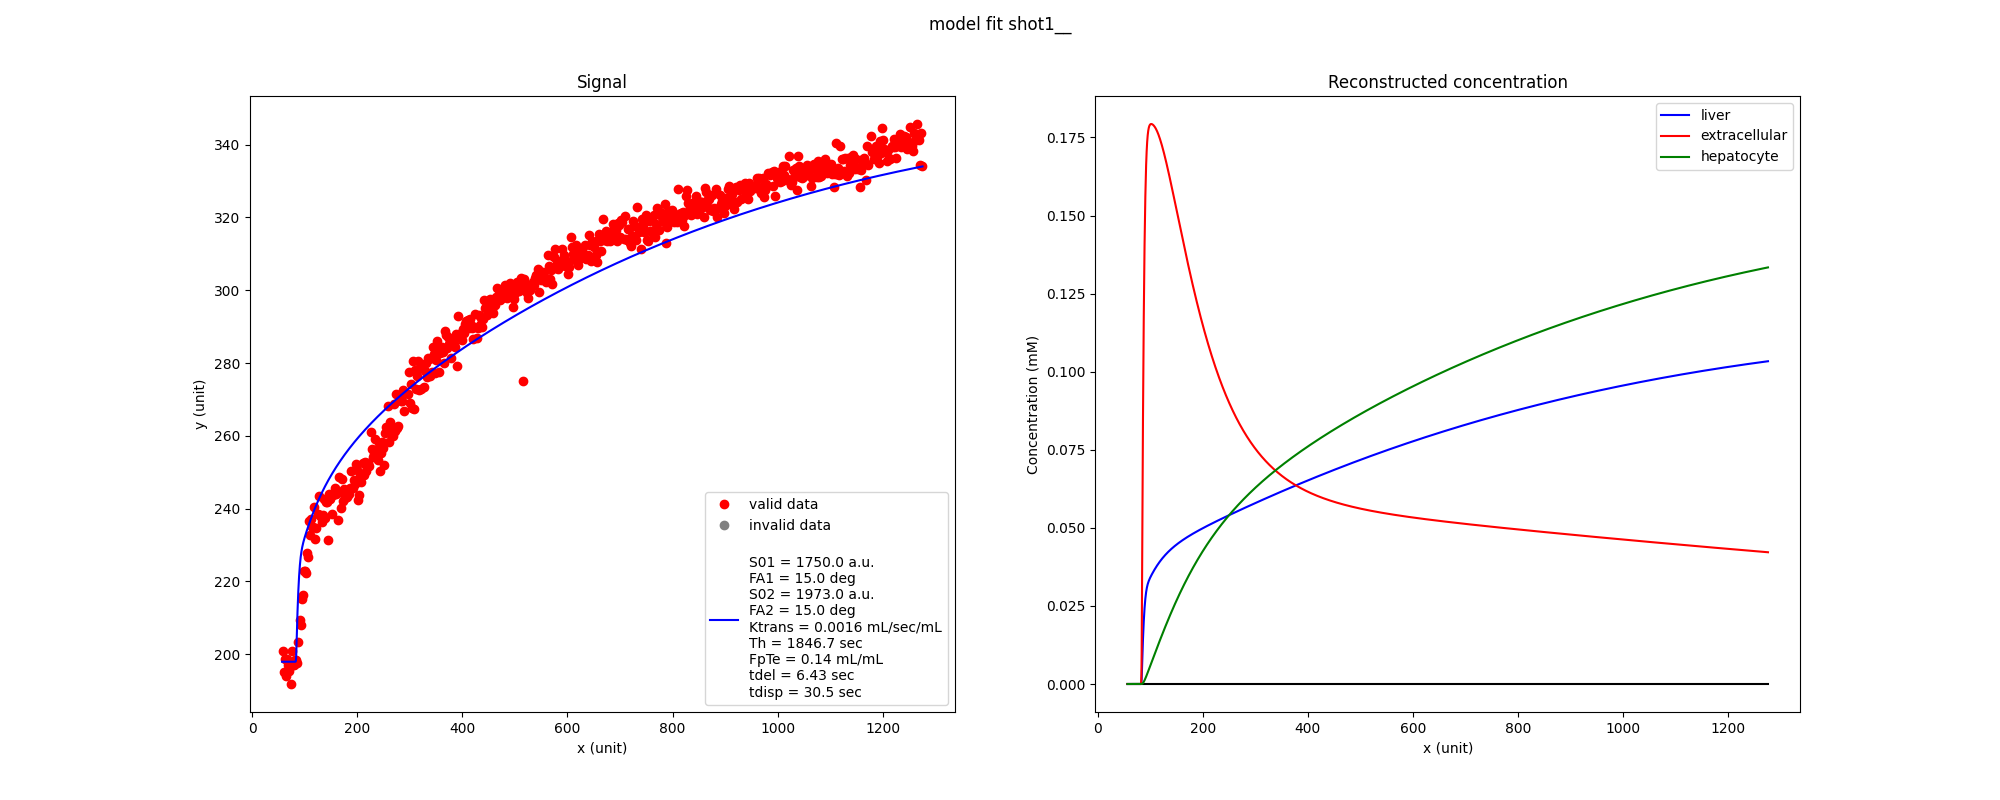 model fit shot1__
Signal
y (unit)
340
320
300
280
260
240
220
200
0 200 400 600 800 1000 1200
x (unit)
valid data
invalid data
S01 = 1750.0 a.u.
FA1 = 15.0 deg
S02 = 1973.0 a.u.
FA2 = 15.0 deg
Ktrans = 0.0016 mL/sec/mL
Th = 1846.7 sec
FpTe = 0.14 mL/mL
tdel = 6.43 sec
tdisp = 30.5 sec
Reconstructed concentration
Concentration (mM)
0.175
0.150
0.125
0.100
0.075
0.050
0.025
0.000
0 200 400 600 800 1000 1200
x (unit)
liver
extracellular
hepatocyte